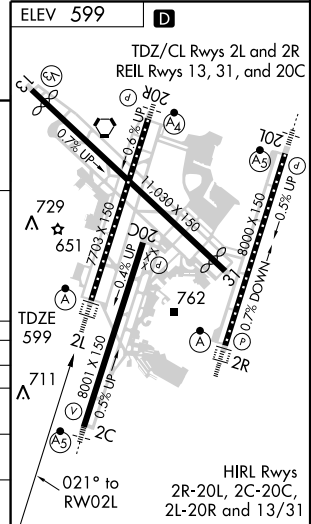 ELEV 599
D
TDZ/CL Rwys 2L and 2R
REIL Rwys 13, 31, and 20C
13
V5
P
20R
A4
0.7% UP
0.6% UP
A5
20L
P
11,030 X 150
729
651
7703 X 150
20C
0.4% UP
P
8000 X 150
0.5% UP
31
762
A
TDZE
599
2L
A
0.7% DOWN
P
2R
711
8001 X 150
0.5% UP
V
A5
2C
021° to
RW02L
HIRL Rwys
2R-20L, 2C-20C,
2L-20R and 13/31